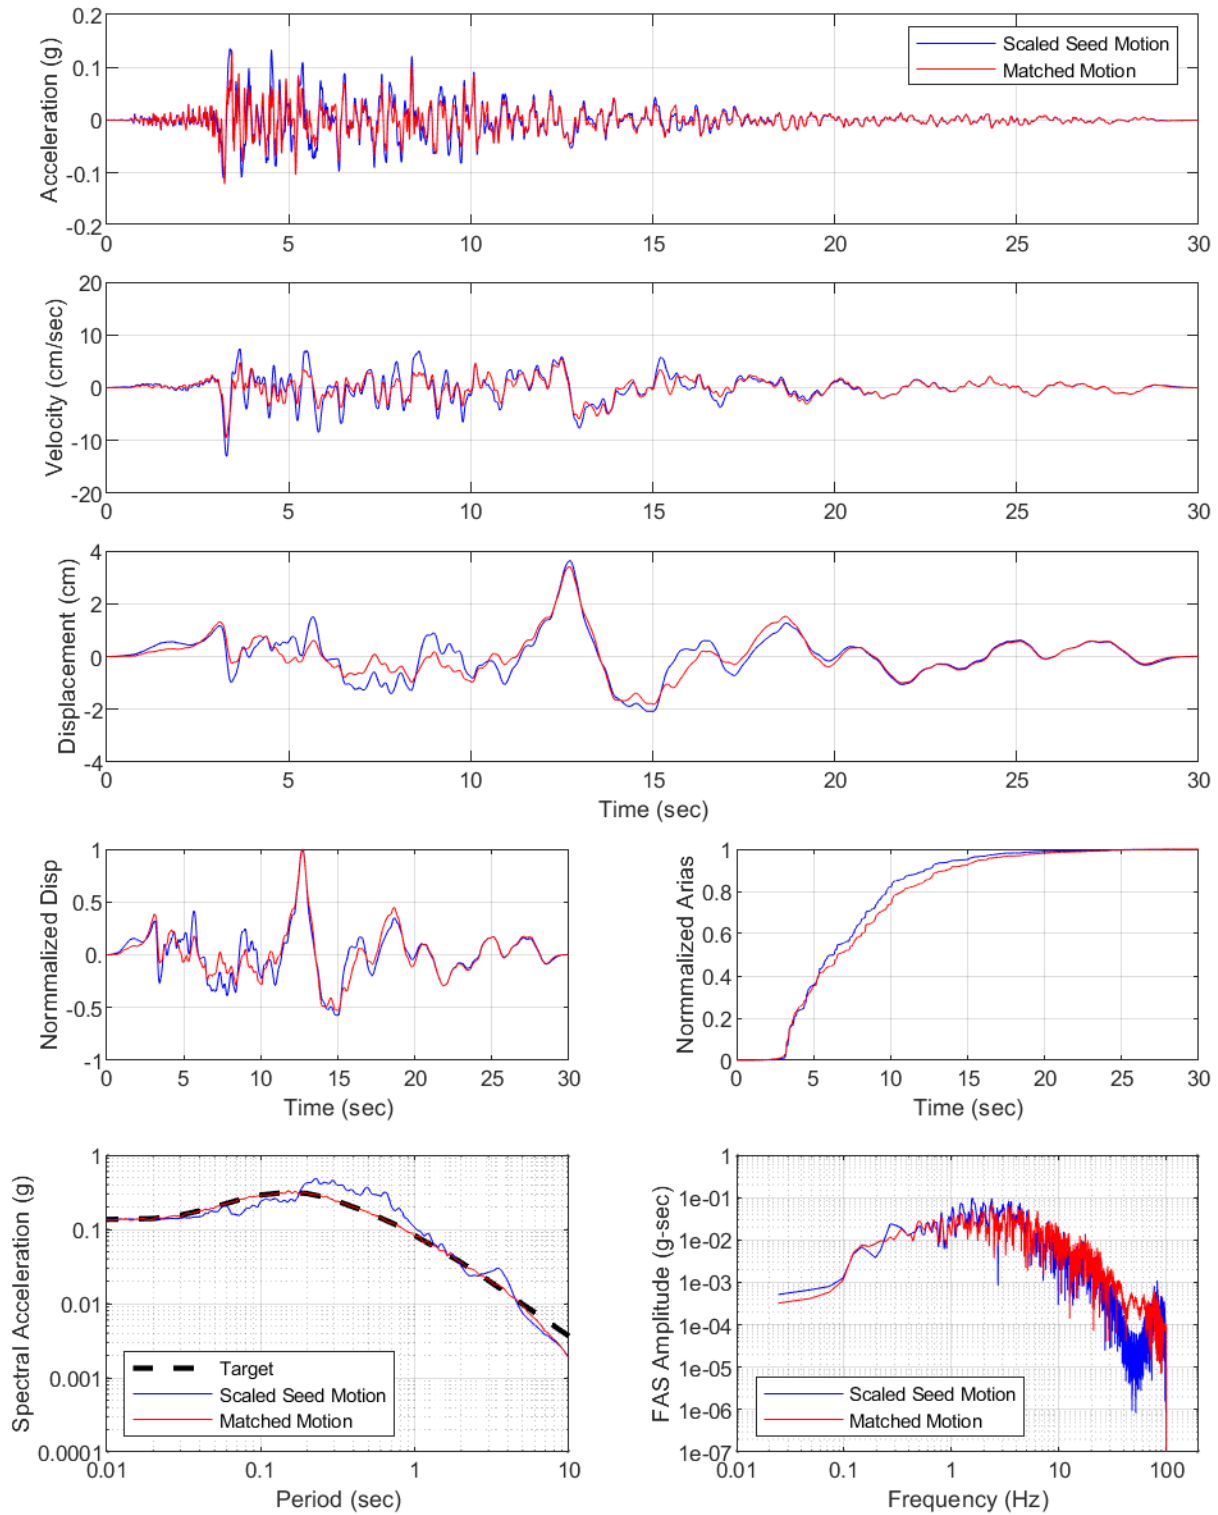 Acceleration (g)
0.2
0.1
0
-0.1
-0.2
0 5 10 15 20 25 30
Scaled Seed Motion
Matched Motion
Velocity (cm/sec)
20
10
0
-10
-20
0 5 10 15 20 25 30
Displacement (cm)
4
2
0
-2
-4
0 5 10 15 20 25 30
Time (sec)
Normmalized Disp
1
0.5
0
-0.5
-1
0 5 10 15 20 25 30
Time (sec)
Normmalized Arias
1
0.8
0.6
0.4
0.2
0
0 5 10 15 20 25 30
Time (sec)
Spectral Acceleration (g)
1
0.1
0.01
0.001
0.0001
0.01 0.1 1 10
Period (sec)
Target
Scaled Seed Motion
Matched Motion
FAS Amplitude (g-sec)
1
1e-01
1e-02
1e-03
1e-04
1e-05
1e-06
1e-07
0.01 0.1 1 10 100
Frequency (Hz)
Scaled Seed Motion
Matched Motion